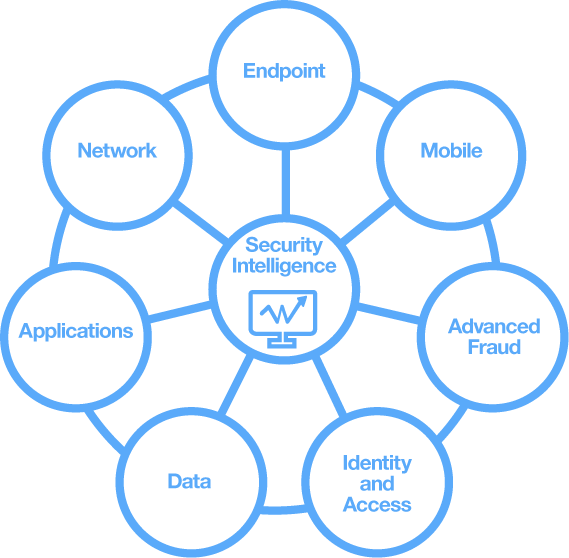 Endpoint
Network
Mobile
Security
Intelligence
Applications
Advanced
Fraud
Data
Identity
and
Access